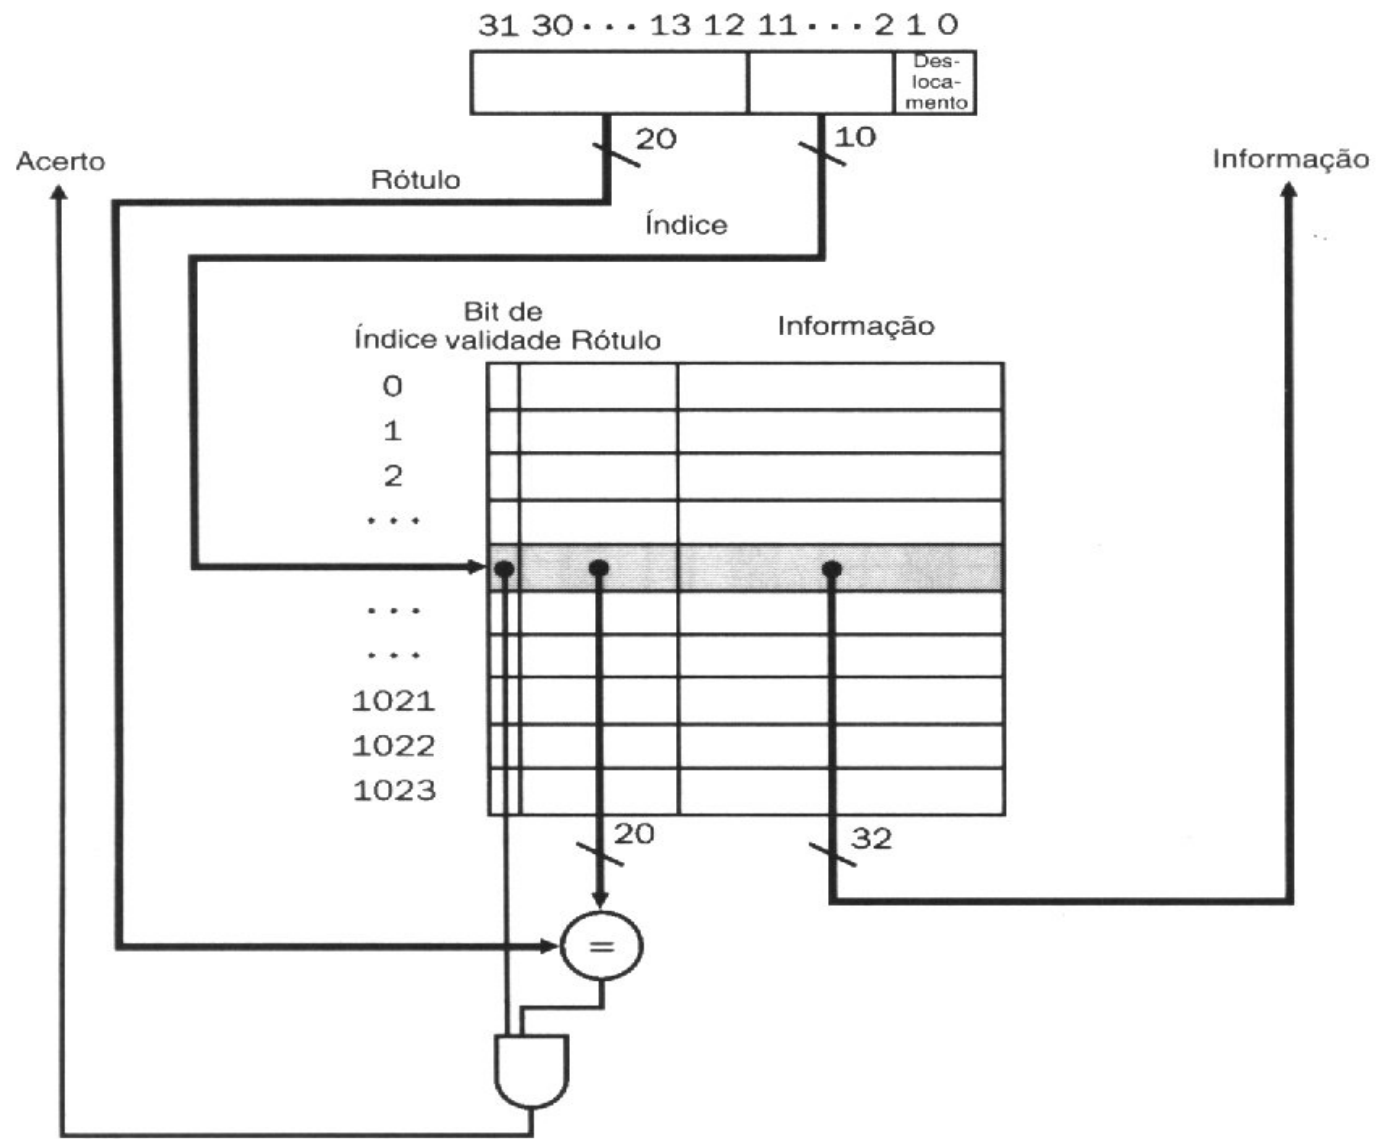 31 30 · · · 13 12 11 · · · 2 1 0
Des-
loca-
mento
20
10
Acerto
Informação
Rótulo
Índice
Bit de
Índice validade Rótulo
Informação
0
1
2
· · ·
· · ·
· · ·
1021
1022
1023
20
32
=